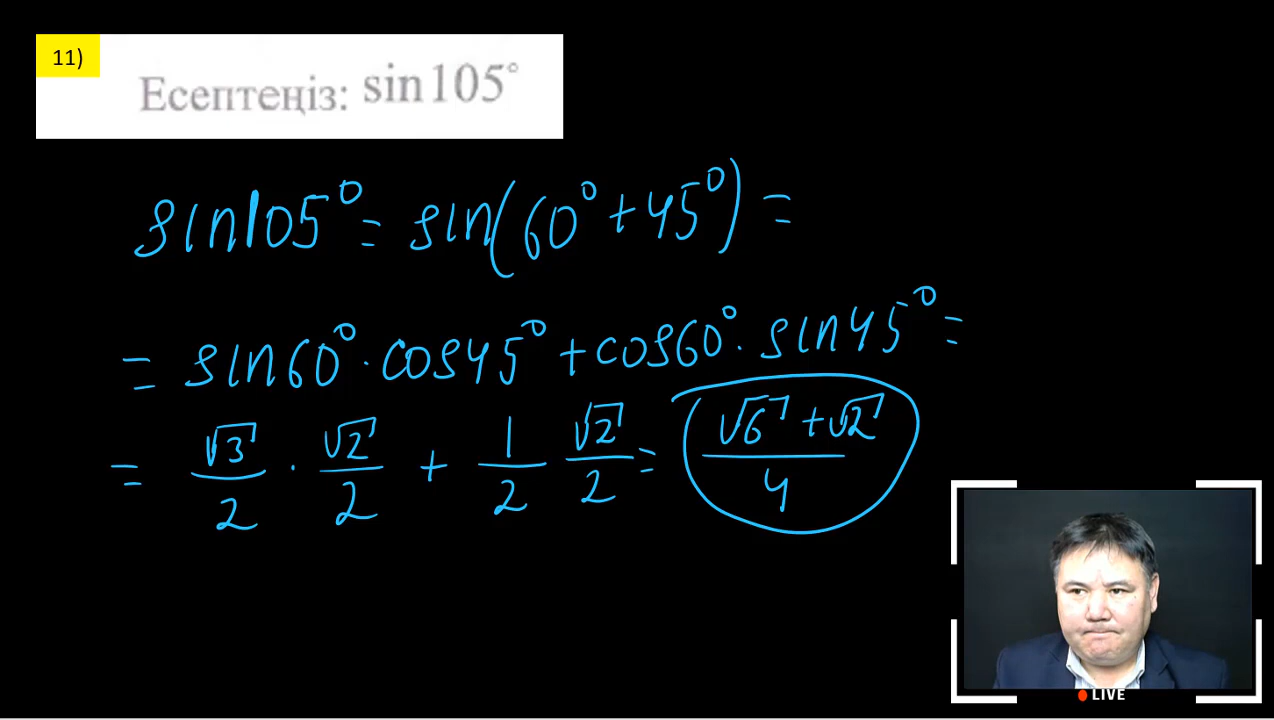 11)
Есептеңіз: sin105°
sin105° = sin(60° + 45°) =
= sin60° · cos45° + cos60° · sin45° =
= √3/2 · √2/2 + 1/2 √2/2 = (√6 + √2)/4
LIVE